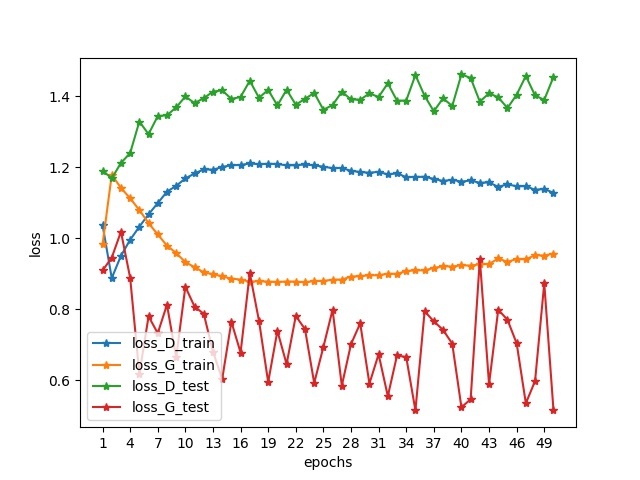 1.4
1.2
1.0
0.8
0.6
loss
loss_D_train
loss_G_train
loss_D_test
loss_G_test
1 4 7 10 13 16 19 22 25 28 31 34 37 40 43 46 49
epochs